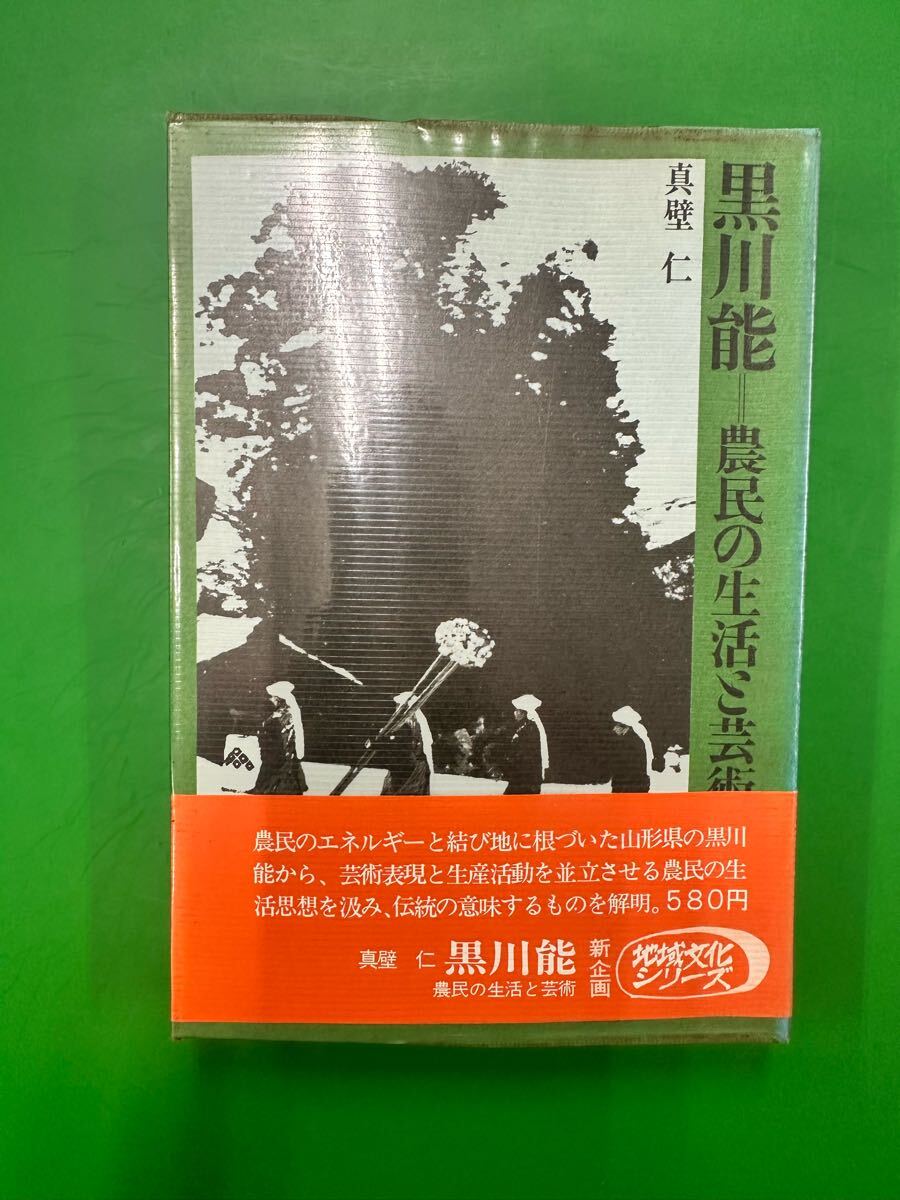 黒川能=農民の生活と芸術
真壁 仁
農民のエネルギーと結び地に根づいた山形県の黒川
能から、芸術表現と生産活動を並立させる農民の生
活思想を汲み、伝統の意味するものを解明。580円
真壁 仁 黒川能
農民の生活と芸術
新企画
地域文化
シリーズ